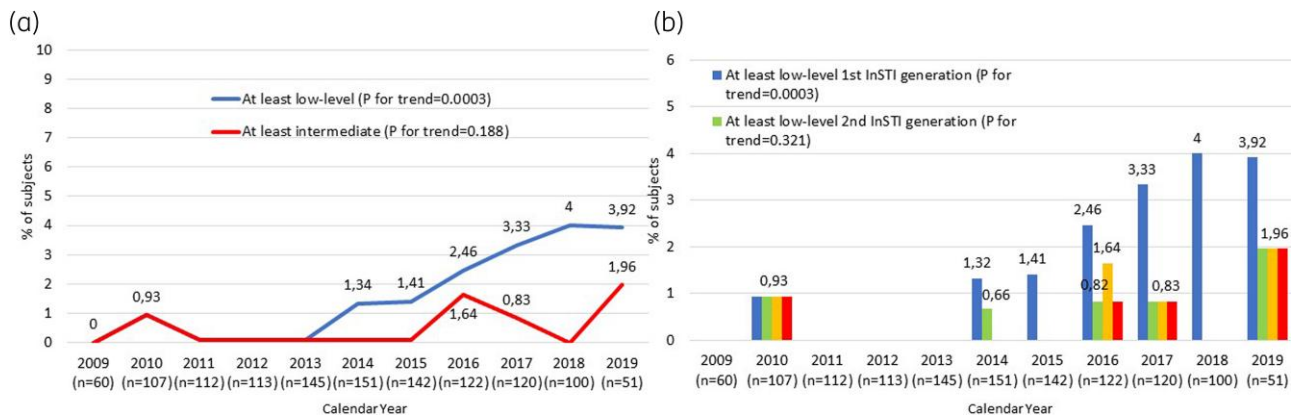 (a)
10
9
8
7
6
5
4
3
2
1
0
% of subjects
At least low-level (P for trend=0.0003)
At least intermediate (P for trend=0.188)
0
0,93
1,34
1,41
2,46
3,33
4
3,92
1,64
0,83
1,96
2009 2010 2011 2012 2013 2014 2015 2016 2017 2018 2019
(n=60) (n=107) (n=112) (n=113) (n=145) (n=151) (n=142) (n=122) (n=120) (n=100) (n=51)
Calendar Year
(b)
6
5
4
3
2
1
0
% of subjects
At least low-level 1st InSTI generation (P for
trend=0.0003)
At least low-level 2nd InSTI generation (P for
trend=0.321)
0,93
1,32
0,66
1,41
2,46
0,82
1,64
3,33
0,83
4
3,92
1,96
2009 2010 2011 2012 2013 2014 2015 2016 2017 2018 2019
(n=60) (n=107) (n=112) (n=113) (n=145) (n=151) (n=142) (n=122) (n=120) (n=100) (n=51)
Calendar Year